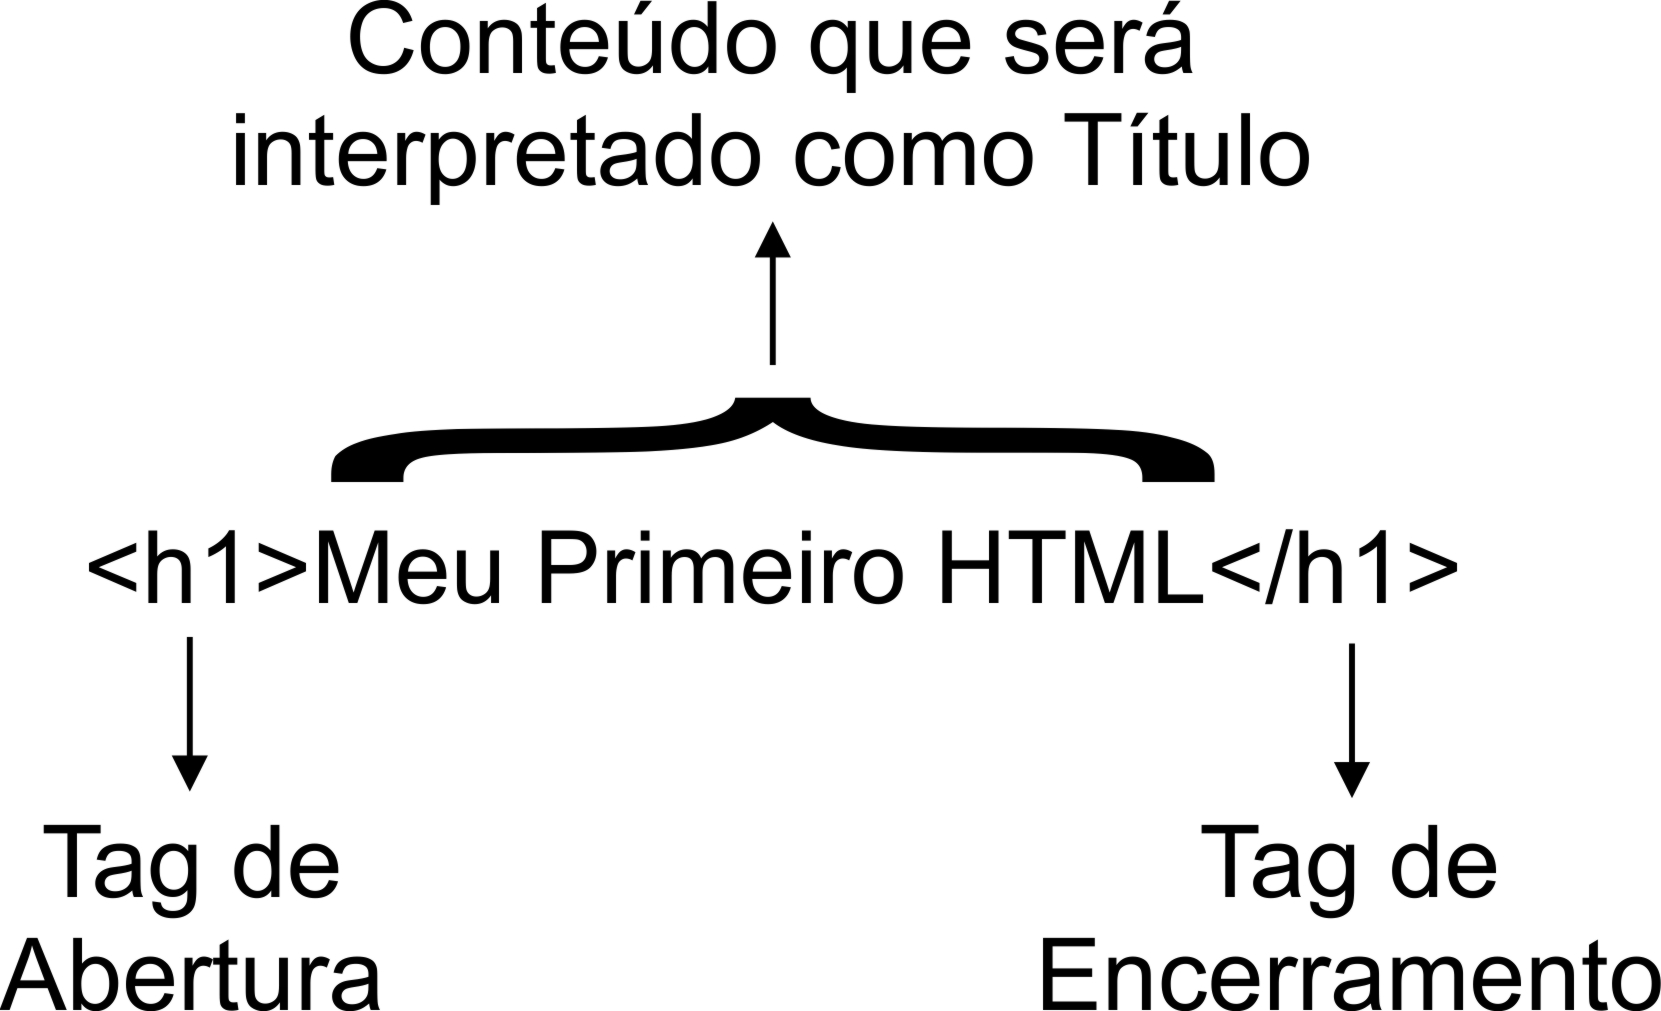 Conteúdo que será
interpretado como Título
<h1>Meu Primeiro HTML</h1>
Tag de
Abertura
Tag de
Encerramento